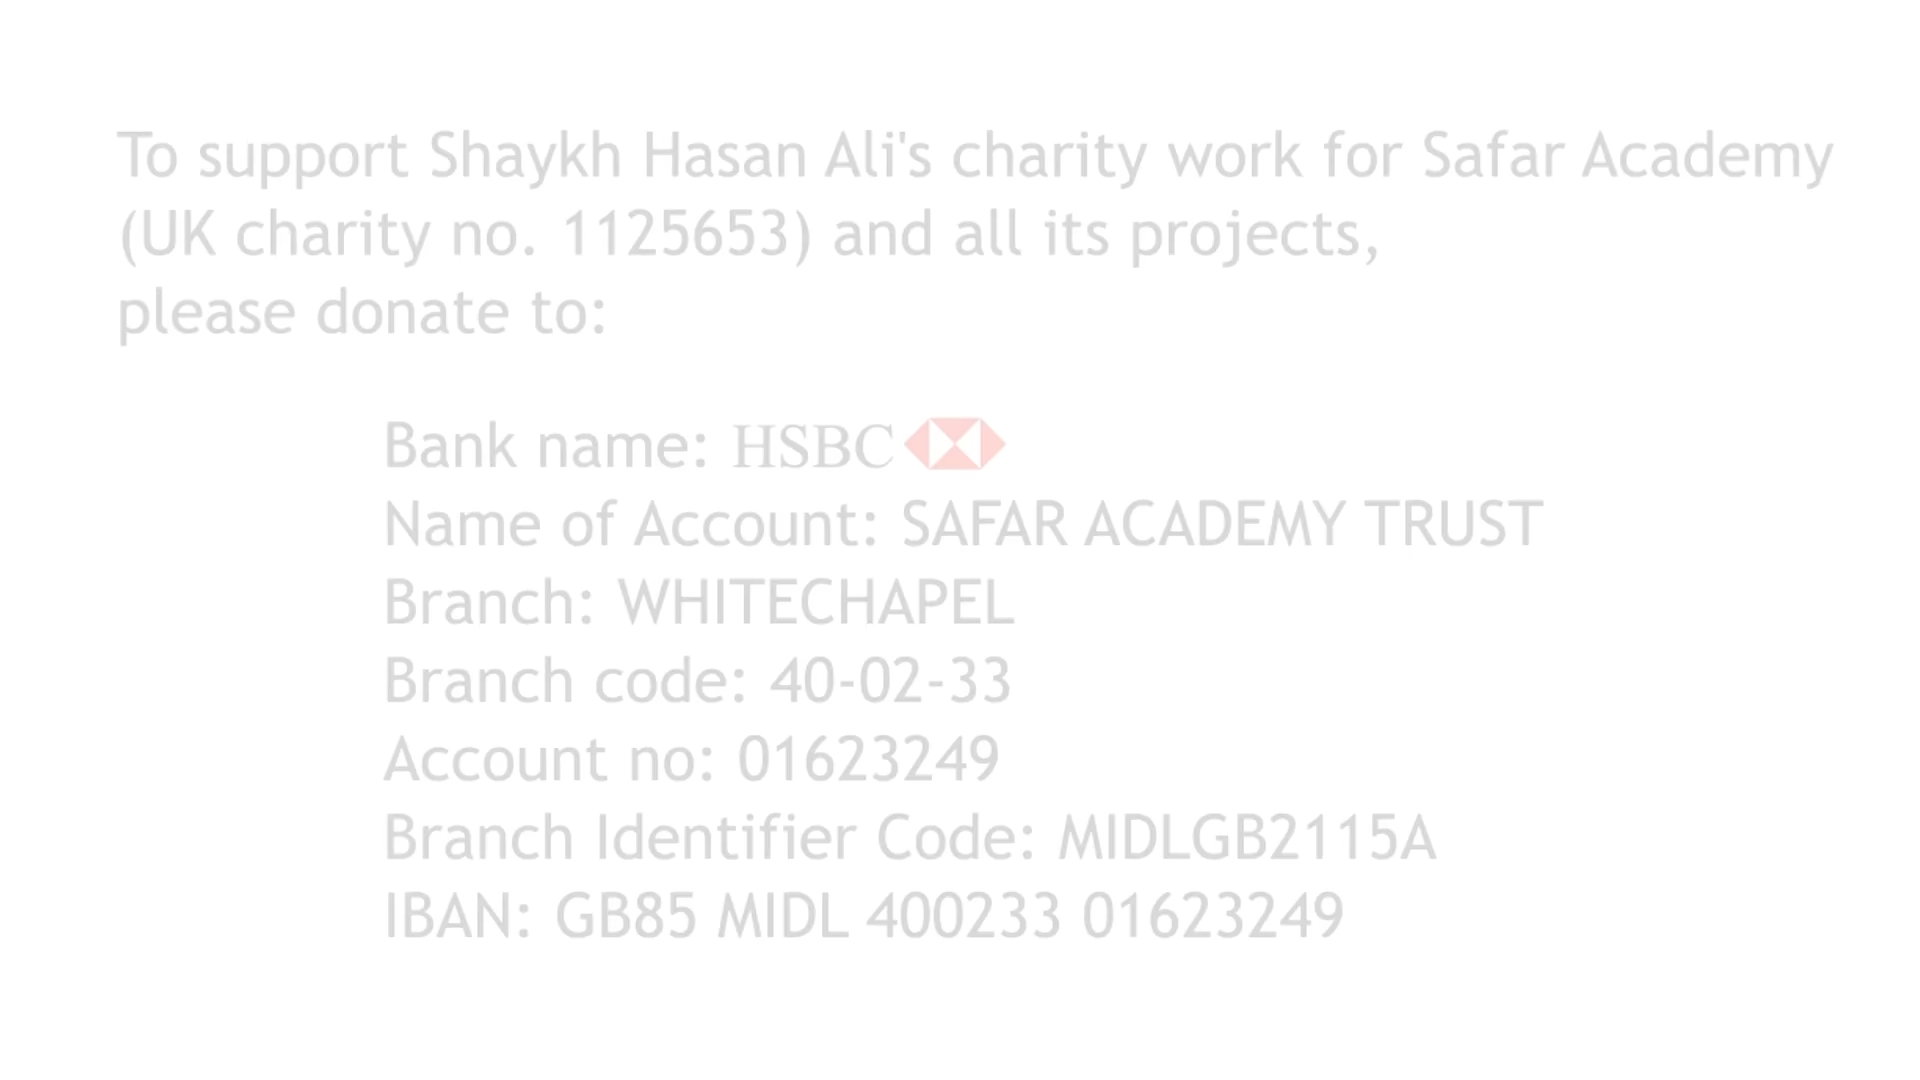 To support Shaykh Hasan Ali's charity work for Safar Academy
(UK charity no. 1125653) and all its projects,
please donate to:
Bank name: HSBC
Name of Account: SAFAR ACADEMY TRUST
Branch: WHITECHAPEL
Branch code: 40-02-33
Account no: 01623249
Branch Identifier Code: MIDLGB2115A
IBAN: GB85 MIDL 400233 01623249